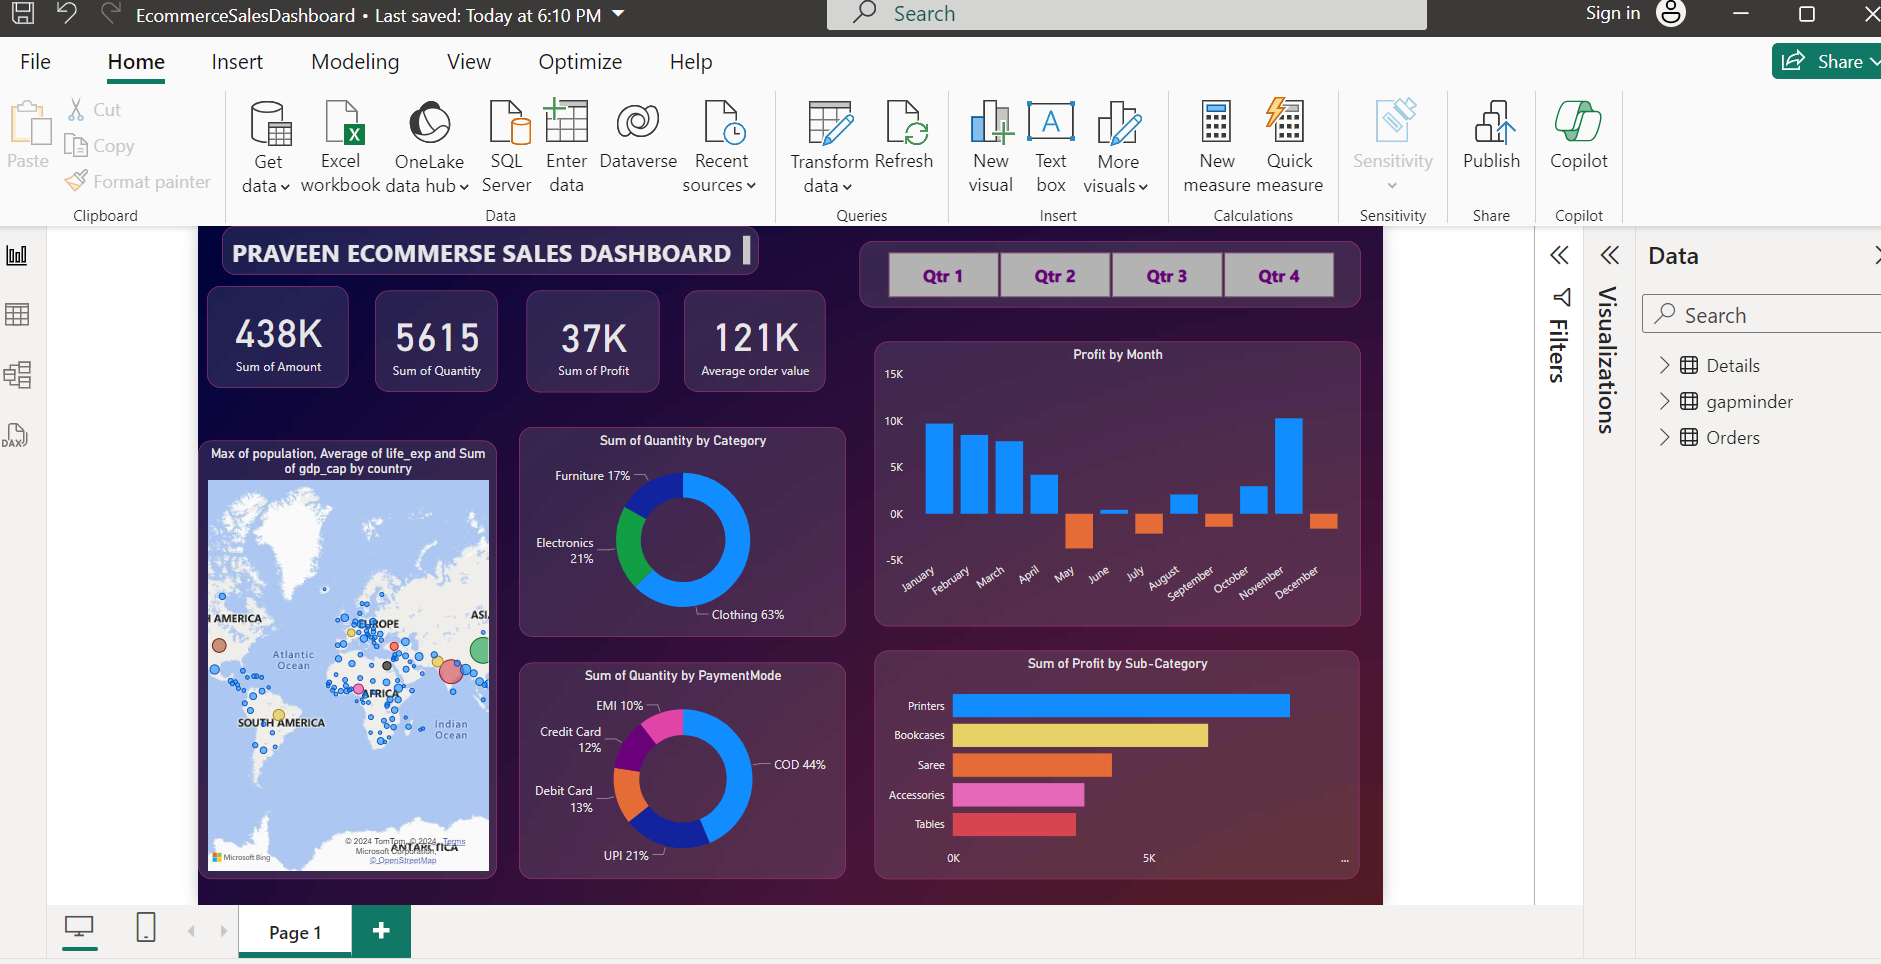 EcommerceSalesDashboard • Last saved: Today at 6:10 PM
Search
Sign in
File
Home
Insert
Modeling
View
Optimize
Help
Share
Paste
Cut
Copy
Format painter
Clipboard
Get
data
Excel
workbook
OneLake
data hub
SQL
Server
Enter
data
Dataverse
Recent
sources
Data
Transform
data
Refresh
Queries
New
visual
Text
box
More
visuals
Insert
New
measure
Quick
measure
Calculations
Sensitivity
Sensitivity
Publish
Share
Copilot
Copilot
DAX
PRAVEEN ECOMMERSE SALES DASHBOARD
Qtr 1
Qtr 2
Qtr 3
Qtr 4
438K
Sum of Amount
5615
Sum of Quantity
37K
Sum of Profit
121K
Average order value
Max of population, Average of life_exp and Sum
of gdp_cap by country
AMERICA
EUROPE
ASI
Atlantic
Ocean
AFRICA
SOUTH AMERICA
Indian
Ocean
ANTARCTICA
© 2024 TomTom, © 2024
Terms
Microsoft Corporation,
© OpenStreetMap
Microsoft Bing
Sum of Quantity by Category
Furniture 17%
Electronics
21%
Clothing 63%
Sum of Quantity by PaymentMode
EMI 10%
Credit Card
12%
Debit Card
13%
UPI 21%
COD 44%
Profit by Month
15K
10K
5K
0K
-5K
January
February
March
April
May
June
July
August
September
October
November
December
Sum of Profit by Sub-Category
Printers
Bookcases
Saree
Accessories
Tables
0K
5K
...
Filters
Visualizations
Data
Search
Details
gapminder
Orders
Page 1